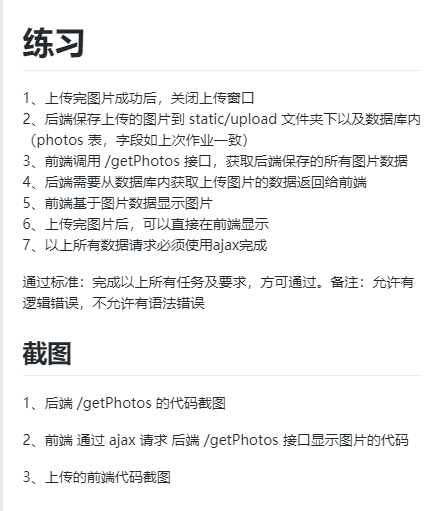 练习
1、上传完图片成功后，关闭上传窗口
2、后端保存上传的图片到 static/upload 文件夹下以及数据库内
（photos 表，字段如上次作业一致）
3、前端调用 /getPhotos 接口，获取后端保存的所有图片数据
4、后端需要从数据库内获取上传图片的数据返回给前端
5、前端基于图片数据显示图片
6、上传完图片后，可以直接在前端显示
7、以上所有数据请求必须使用ajax完成
通过标准：完成以上所有任务及要求，方可通过。备注：允许有
逻辑错误，不允许有语法错误
截图
1、后端 /getPhotos 的代码截图
2、前端 通过 ajax 请求 后端 /getPhotos 接口显示图片的代码
3、上传的前端代码截图